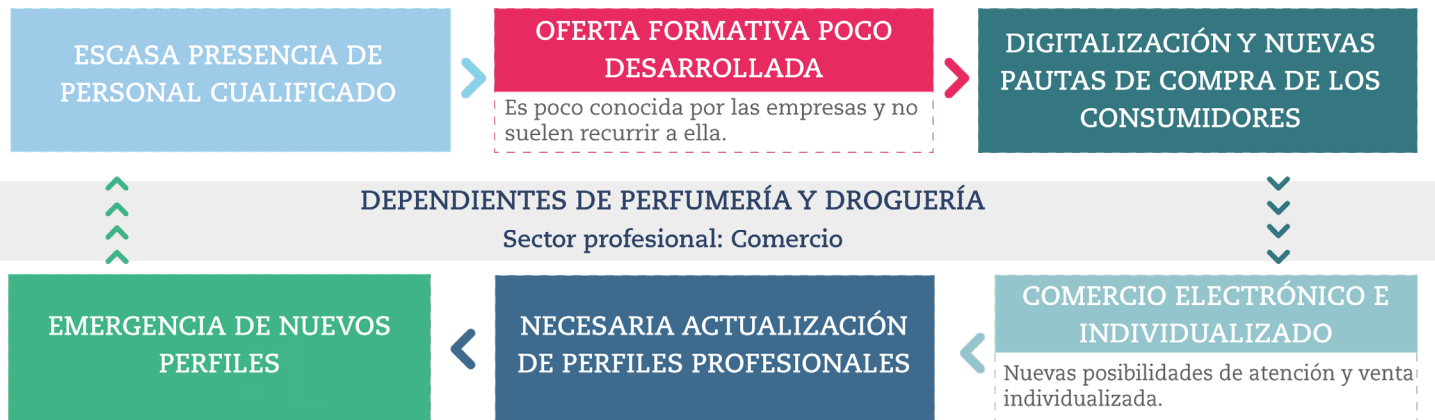 ESCASA PRESENCIA DE
PERSONAL CUALIFICADO
OFERTA FORMATIVA POCO
DESARROLLADA
Es poco conocida por las empresas y no
suelen recurrir a ella.
DIGITALIZACIÓN Y NUEVAS
PAUTAS DE COMPRA DE LOS
CONSUMIDORES
DEPENDIENTES DE PERFUMERÍA Y DROGUERÍA
Sector profesional: Comercio
COMERCIO ELECTRÓNICO E
INDIVIDUALIZADO
Nuevas posibilidades de atención y venta
individualizada.
NECESARIA ACTUALIZACIÓN
DE PERFILES PROFESIONALES
EMERGENCIA DE NUEVOS
PERFILES